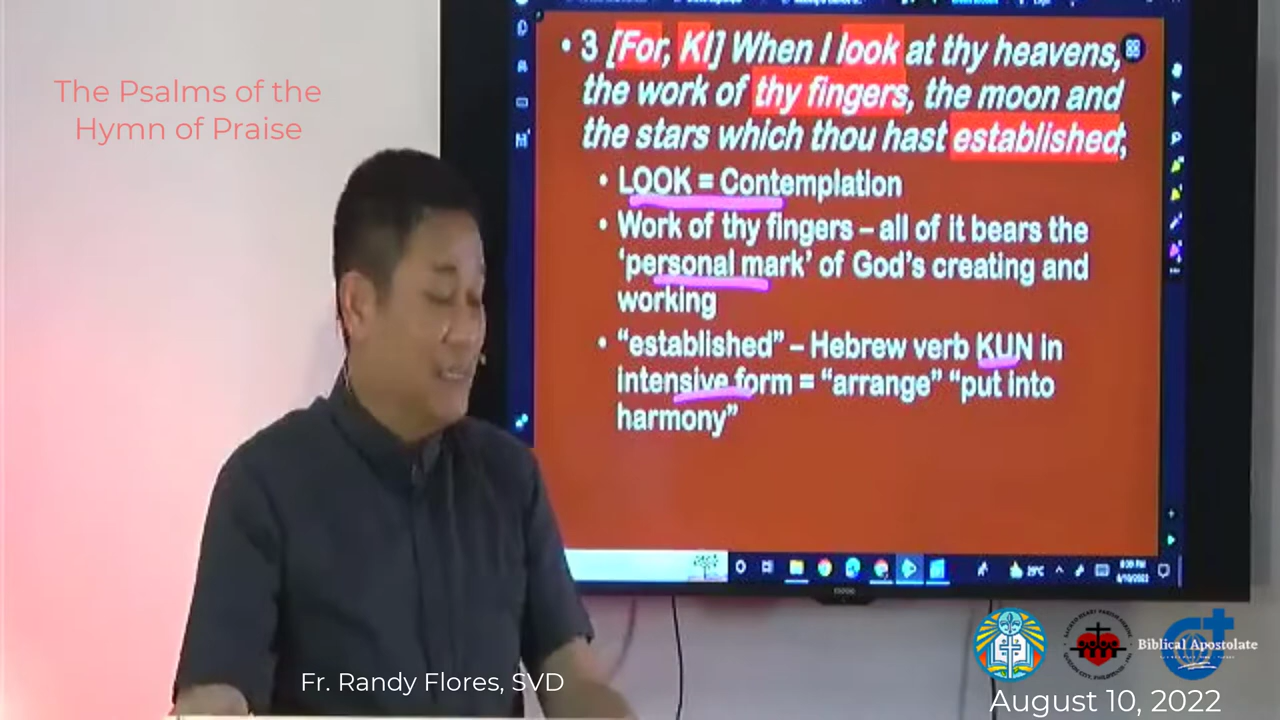 The Psalms of the
Hymn of Praise
• 3 [For, KI] When I look at thy heavens,
the work of thy fingers, the moon and
the stars which thou hast established;
• LOOK = Contemplation
• Work of thy fingers – all of it bears the
‘personal mark’ of God’s creating and
working
• “established” – Hebrew verb KUN in
intensive form = “arrange” “put into
harmony”
29°C
Biblical Apostolate
Fr. Randy Flores, SVD
August 10, 2022